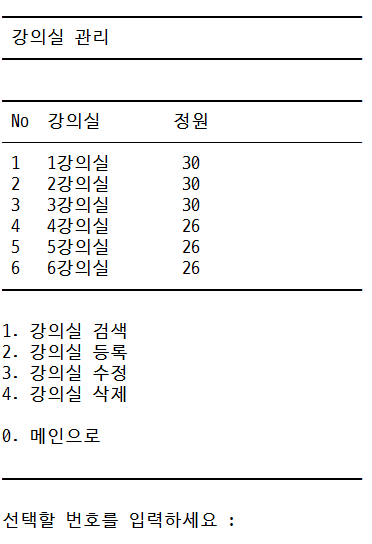 강의실 관리
No 강의실 정원
1 1강의실 30
2 2강의실 30
3 3강의실 30
4 4강의실 26
5 5강의실 26
6 6강의실 26
1. 강의실 검색
2. 강의실 등록
3. 강의실 수정
4. 강의실 삭제
0. 메인으로
선택할 번호를 입력하세요 :